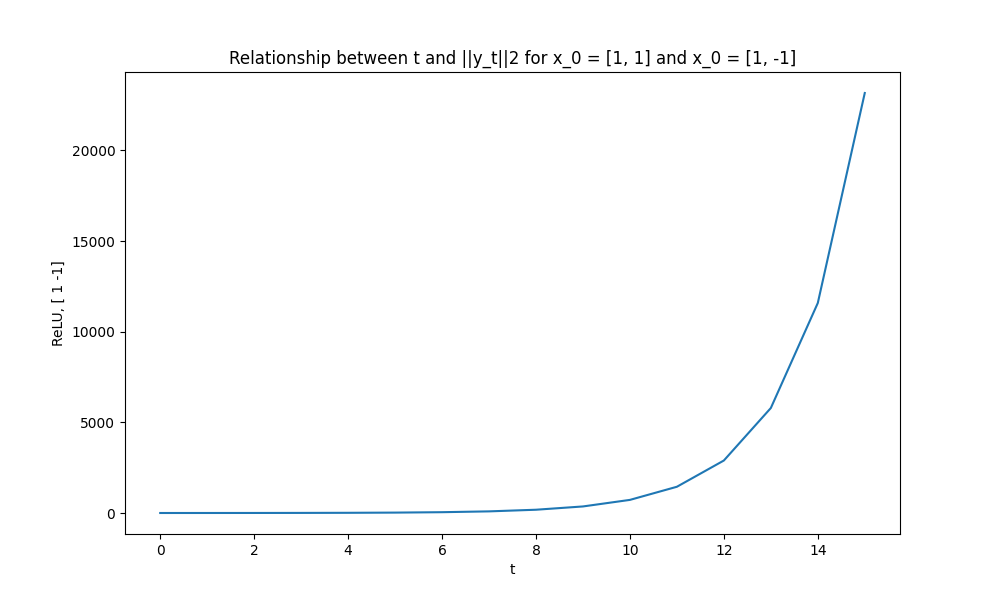 Relationship between t and ||y_t||2 for x_0 = [1, 1] and x_0 = [1, -1]
20000
15000
10000
5000
0
ReLU, [ 1 -1]
0 2 4 6 8 10 12 14
t